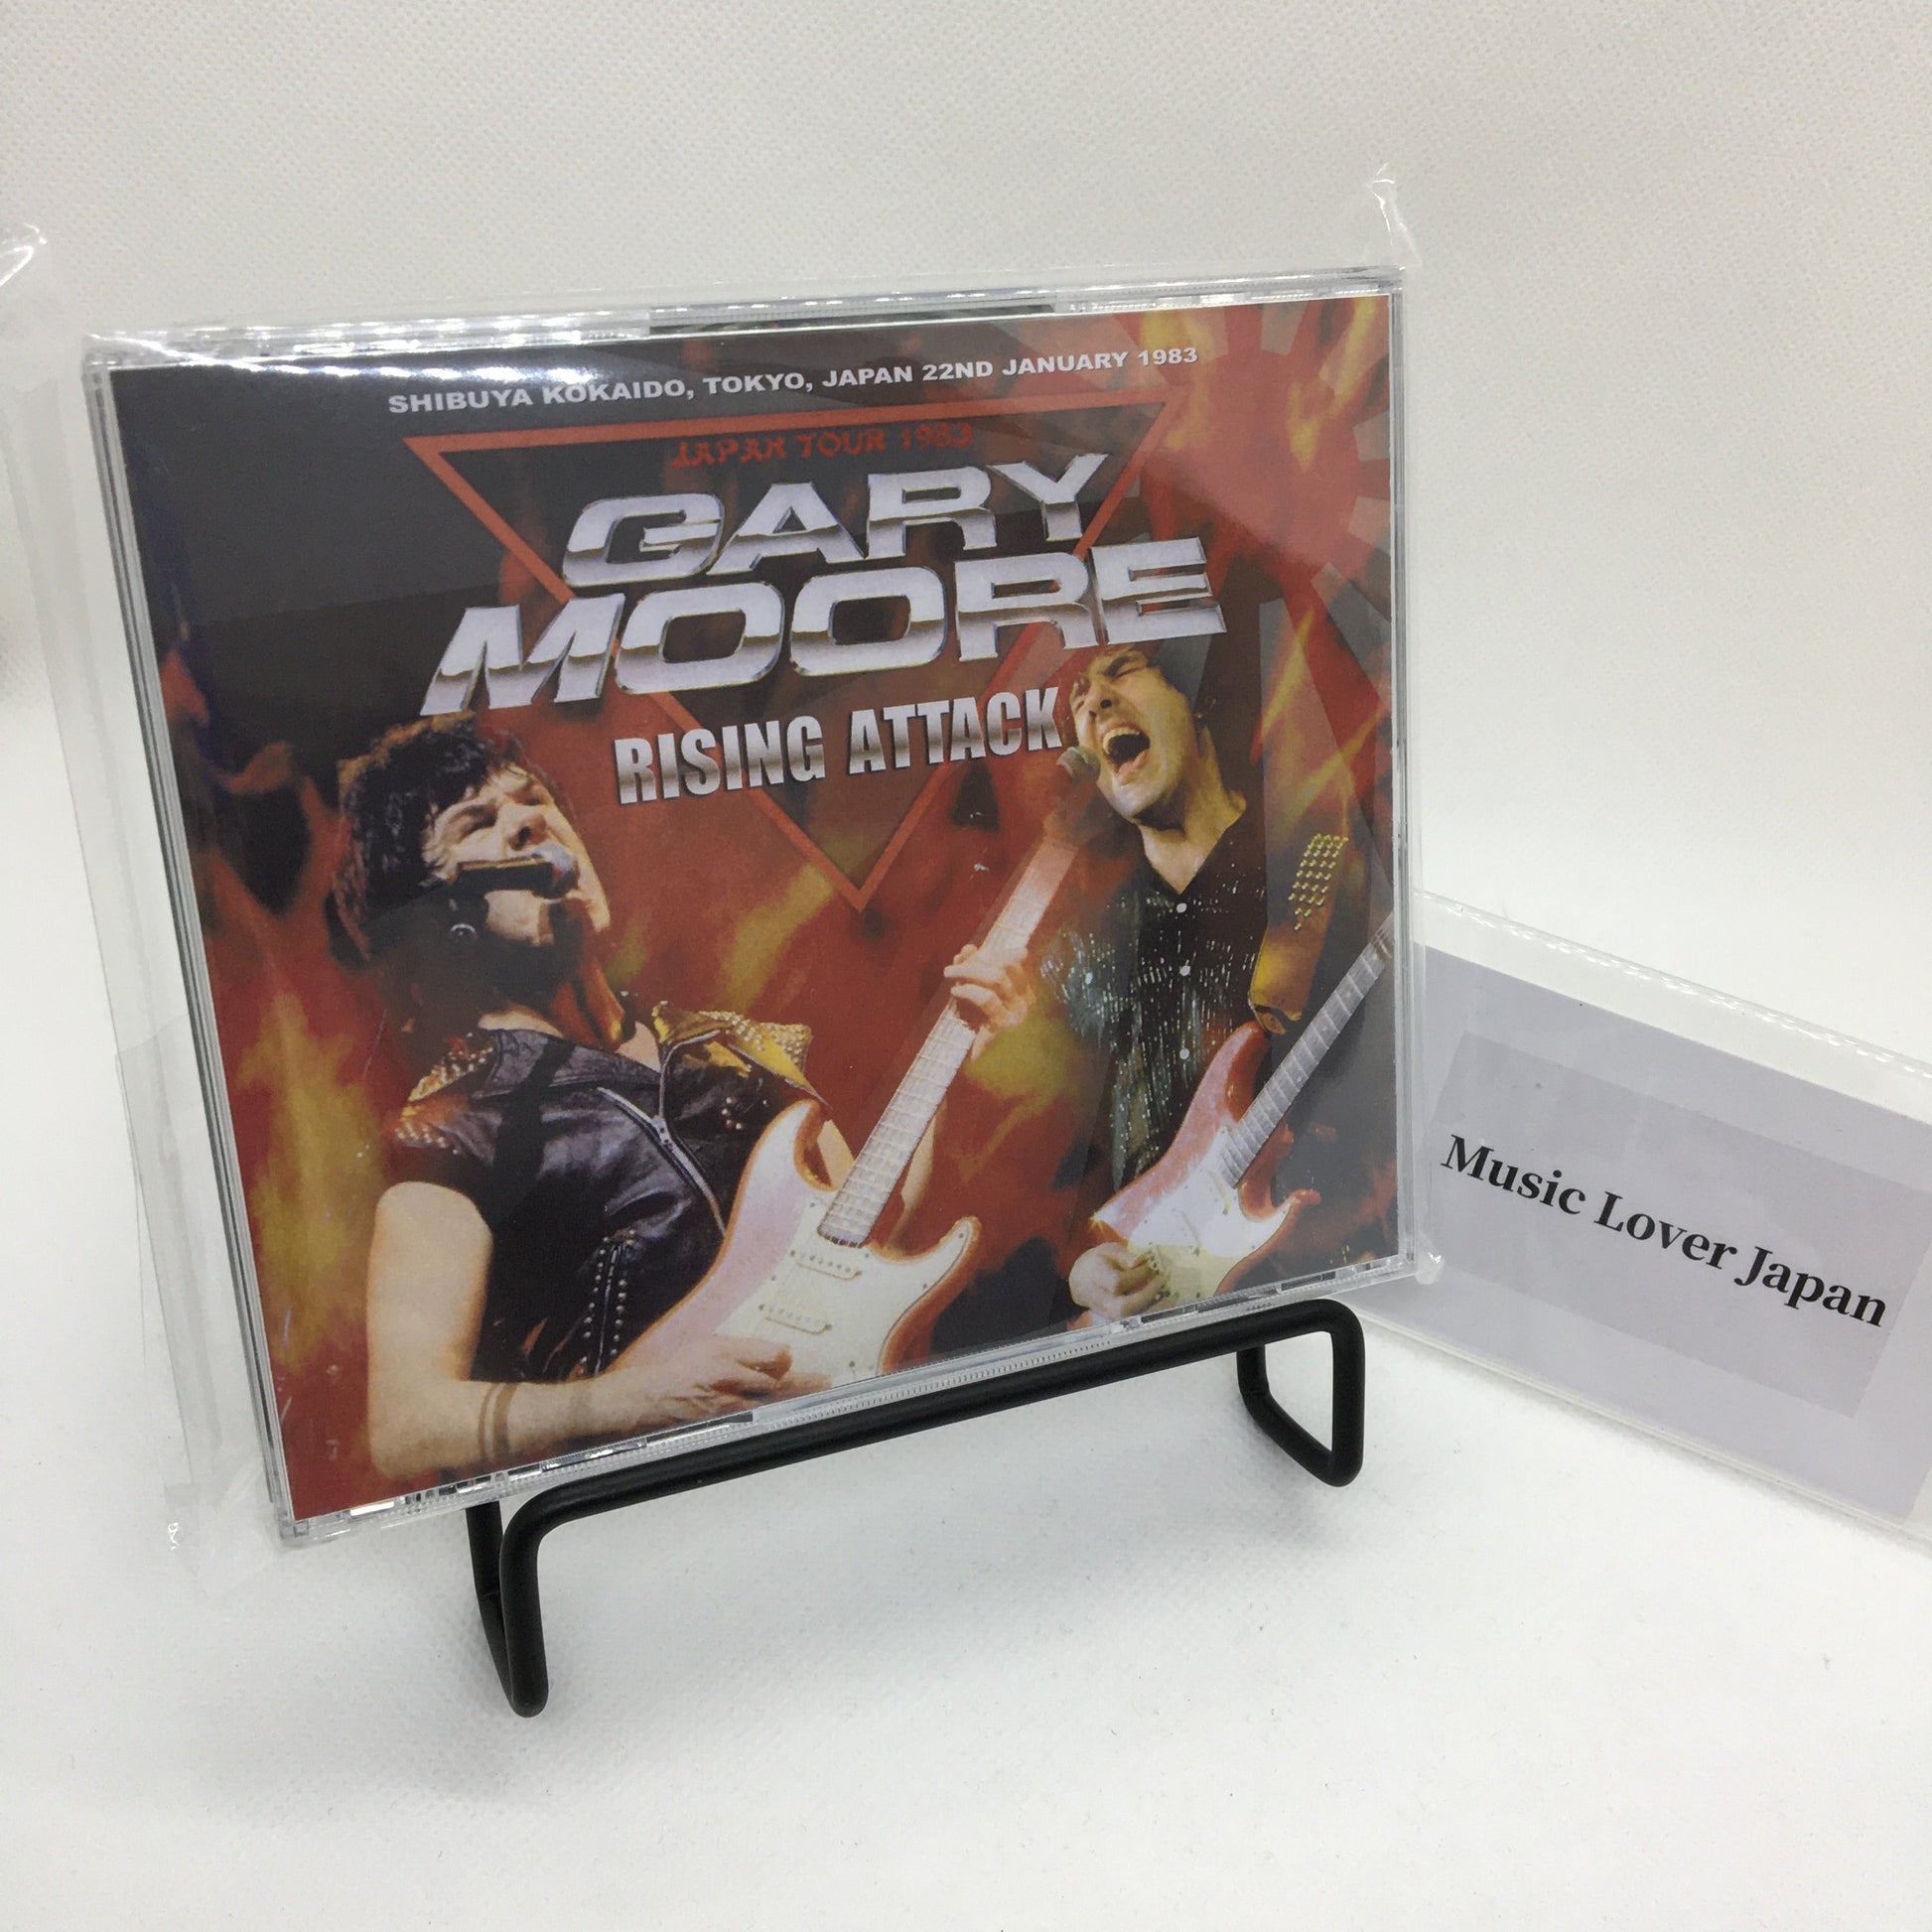 SHIBUYA KOKAIDO, TOKYO, JAPAN 22ND JANUARY 1983
JAPAN TOUR 1983
GARY
MOORE
RISING ATTACK
Music Lover Japan